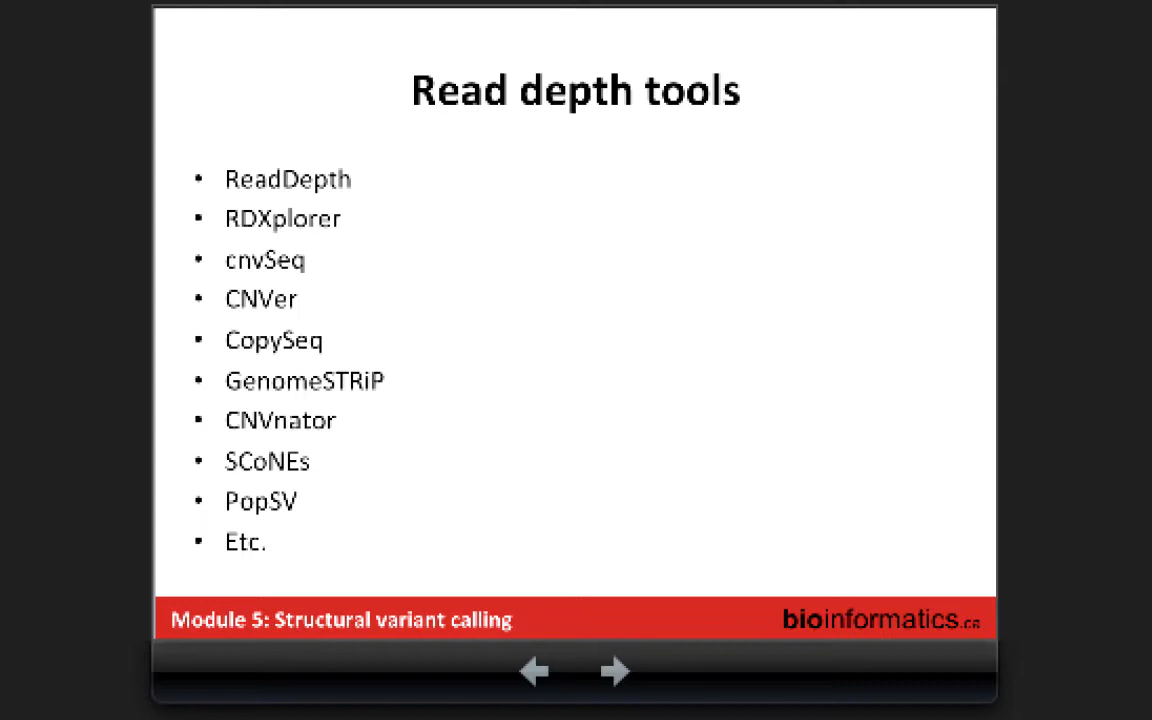 Read depth tools
• ReadDepth
• RDXplorer
• cnvSeq
• CNVer
• CopySeq
• GenomeSTRiP
• CNVnator
• SCoNEs
• PopSV
• Etc.
Module 5: Structural variant calling
bioinformatics.ca